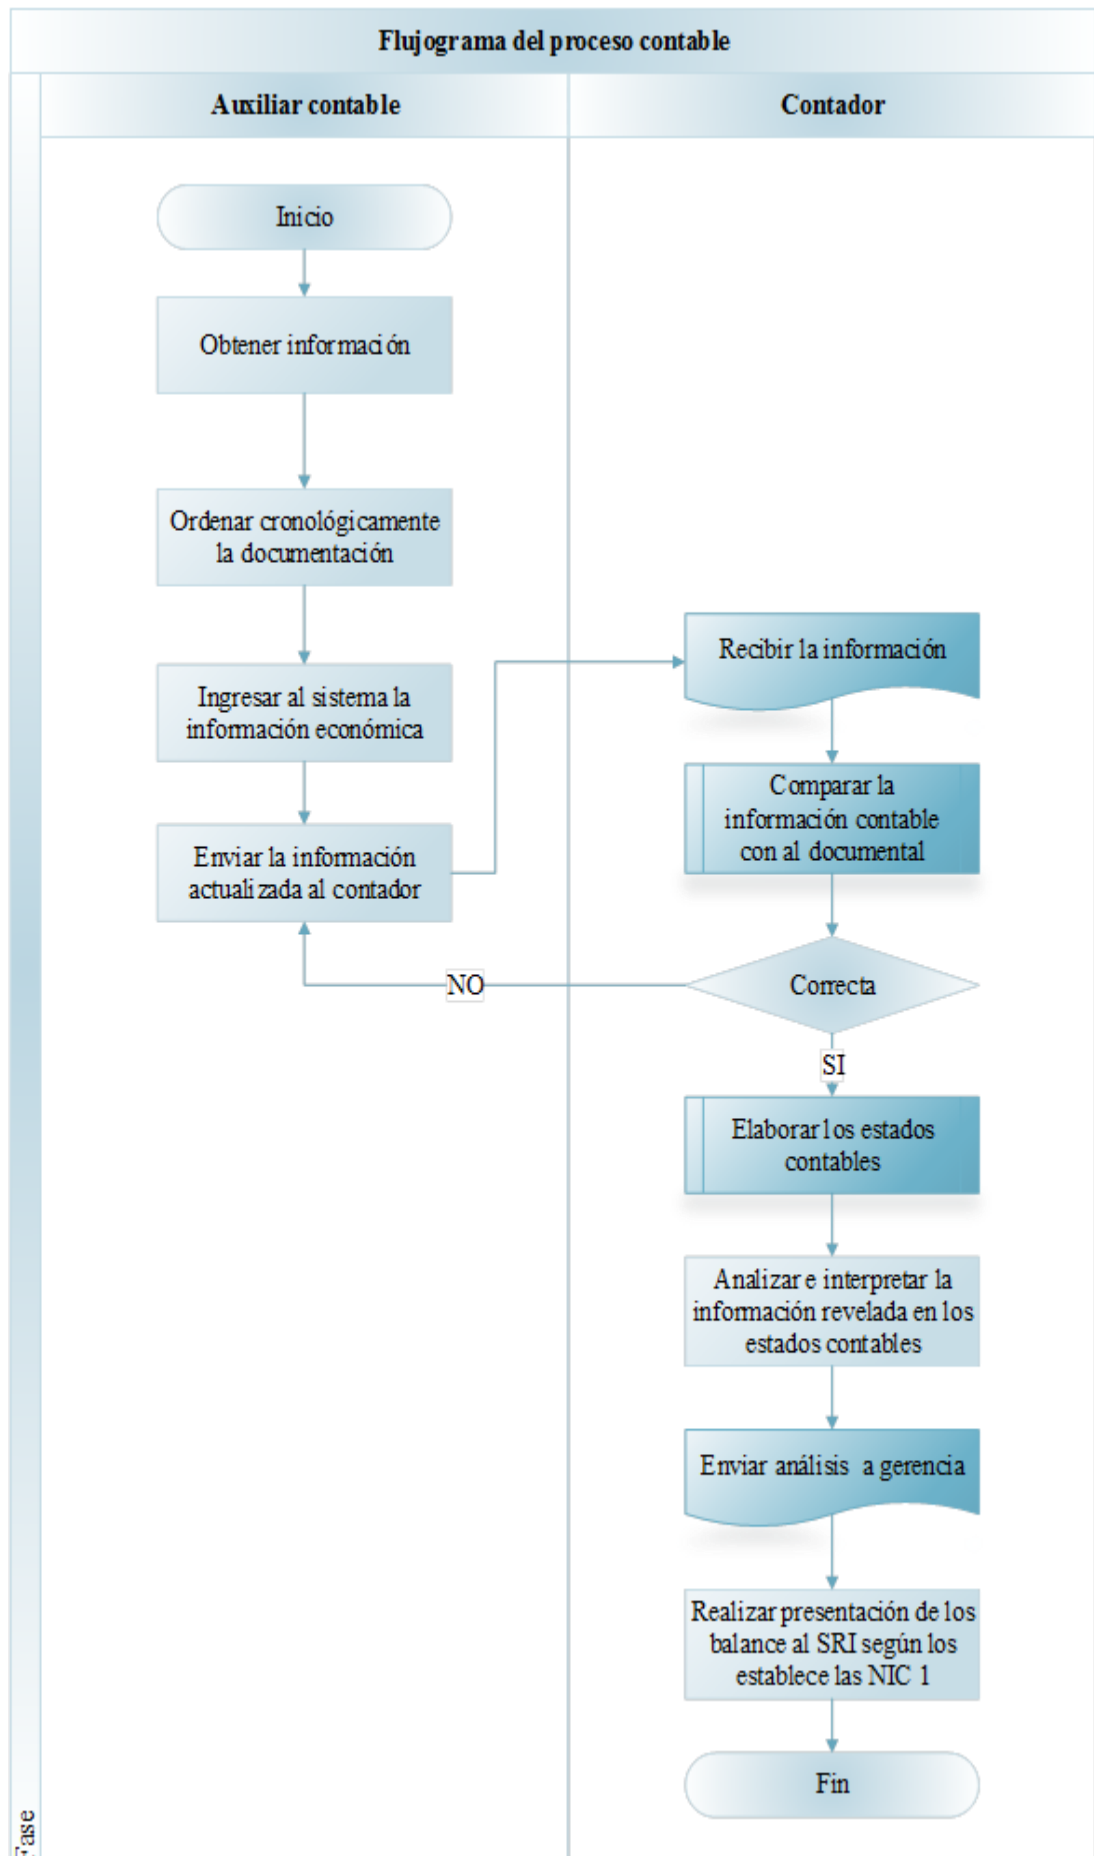 Flujograma del proceso contable
Auxiliar contable
Contador
Inicio
Obtener información
Ordenar cronológicamente
la documentación
Ingresar al sistema la
información económica
Enviar la información
actualizada al contador
Recibir la información
Comparar la
información contable
con al documental
Correcta
NO
SI
Elaborar los estados
contables
Analizar e interpretar la
información revelada en los
estados contables
Enviar análisis a gerencia
Realizar presentación de los
balance al SRI según los
establece las NIC 1
Fin
Fase